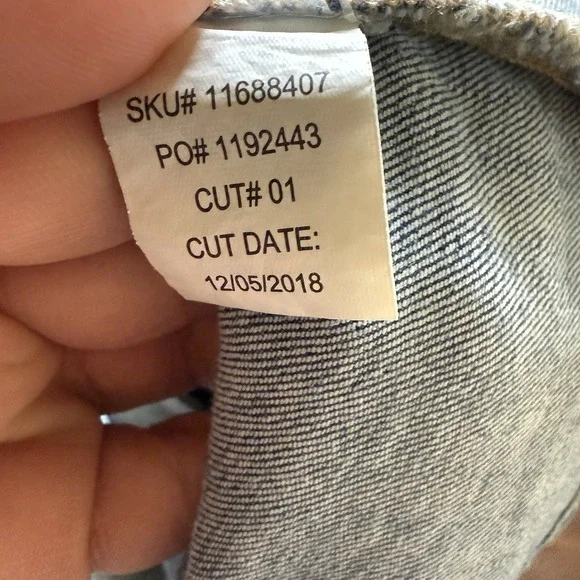 SKU# 11688407
PO# 1192443
CUT# 01
CUT DATE:
12/05/2018